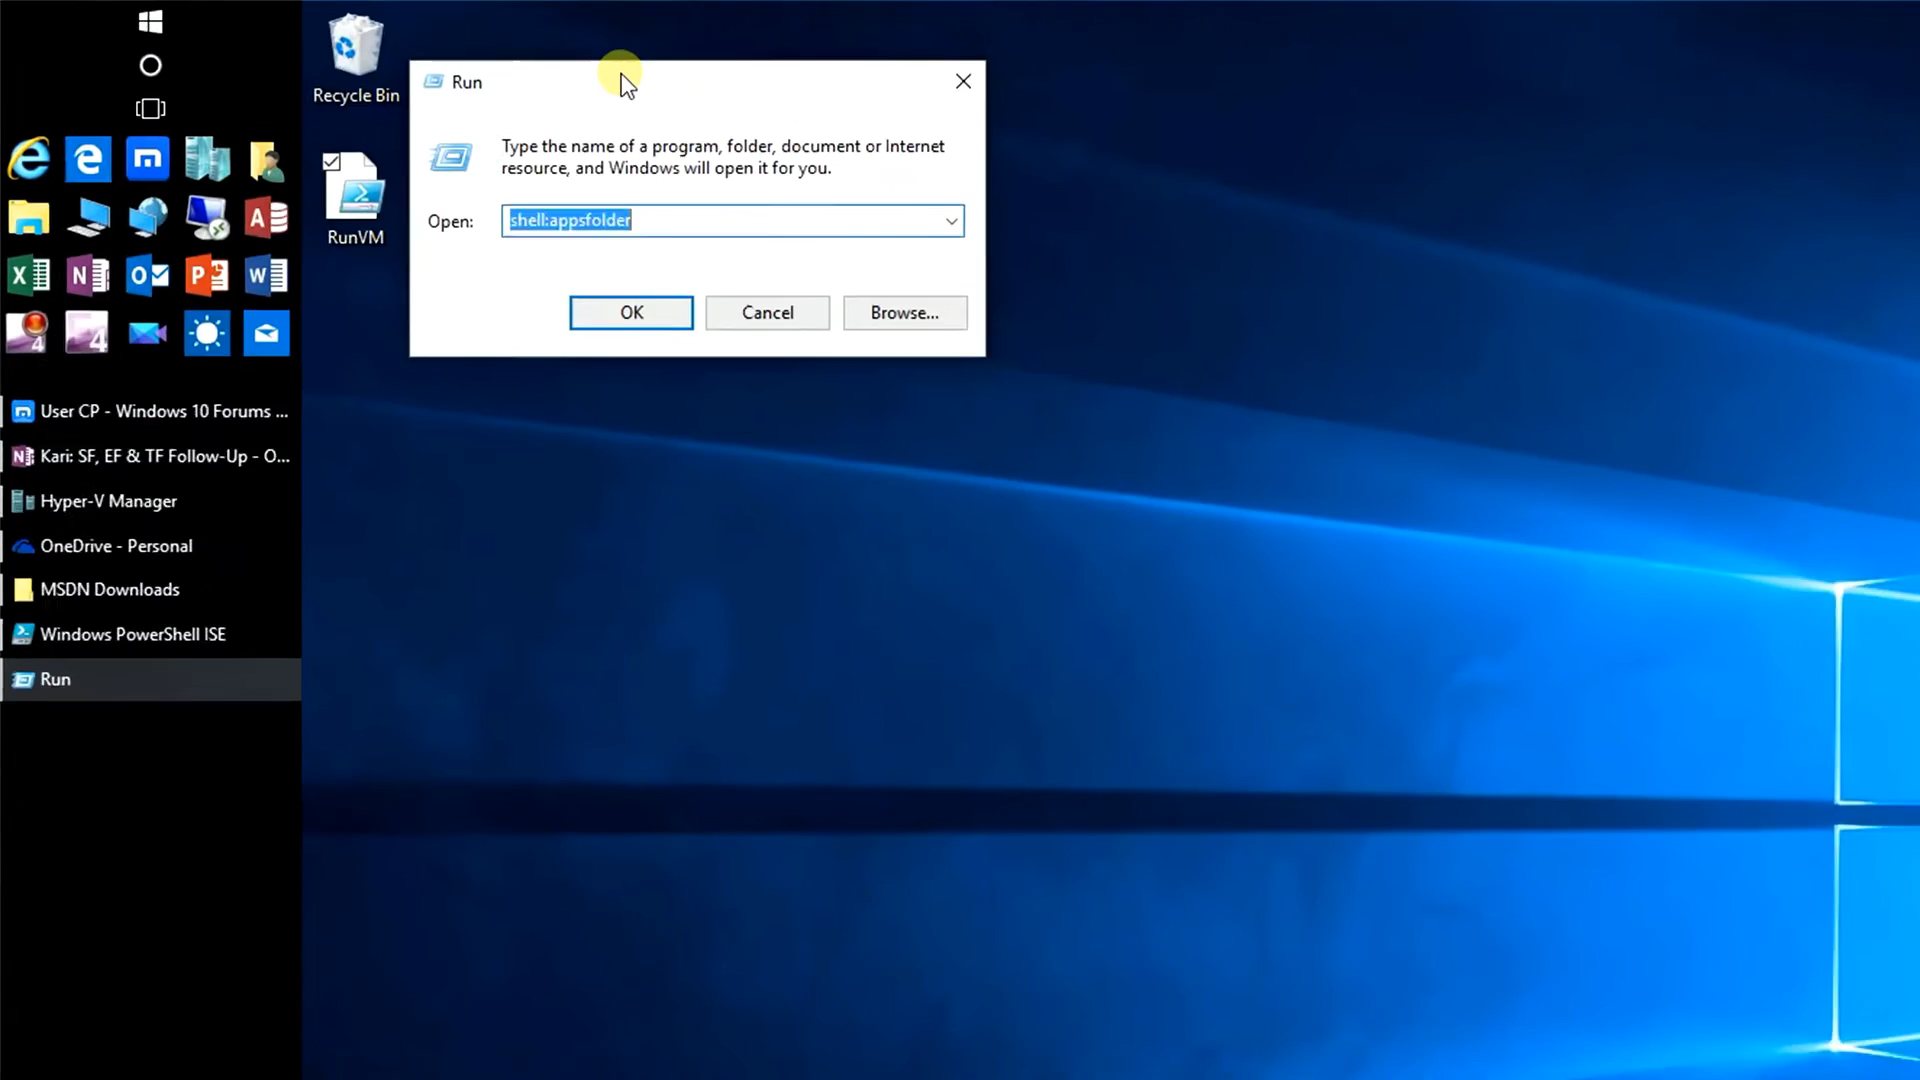 Recycle Bin
RunVM
Run
Type the name of a program, folder, document or Internet
resource, and Windows will open it for you.
Open:
shell:appsfolder
OK
Cancel
Browse...
User CP - Windows 10 Forums ...
Kari: SF, EF & TF Follow-Up - O...
Hyper-V Manager
OneDrive - Personal
MSDN Downloads
Windows PowerShell ISE
Run